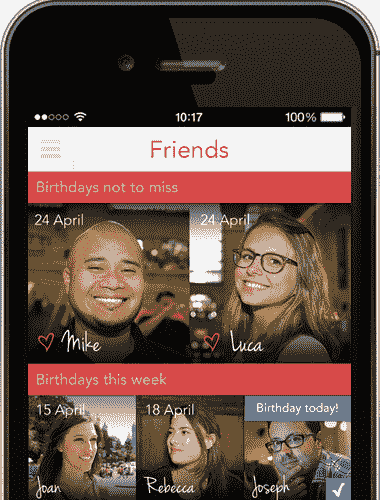 10:17 100%
Friends
Birthdays not to miss
24 April 24 April
Mike Luca
Birthdays this week
15 April 18 April Birthday today!
Joan Rebecca Joseph